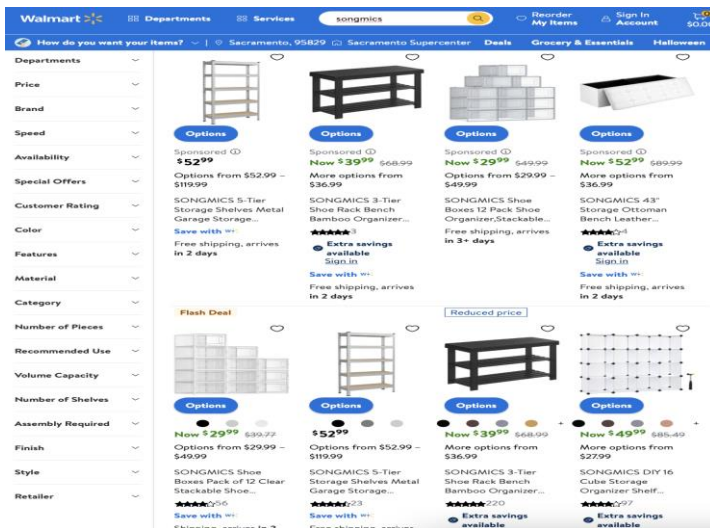 Walmart
Departments
Services
songmics
Reorder
My Items
Sign In
Account
How do you want your items?
Sacramento, 95829
Sacramento Supercenter
Deals
Grocery & Essentials
Halloween
Departments
Price
Brand
Speed
Availability
Special Offers
Customer Rating
Color
Features
Material
Category
Number of Pieces
Recommended Use
Volume Capacity
Number of Shelves
Assembly Required
Finish
Style
Retailer
Options
Sponsored
$52.99
Options from $52.99 –
$119.99
SONGMICS 5-Tier
Storage Shelves Metal
Garage Storage...
Save with W+
Free shipping, arrives
in 2 days
Options
Sponsored
Now $39.99 $68.99
More options from
$36.99
SONGMICS 3-Tier
Shoe Rack Bench
Bamboo Organizer...
3
Extra savings
available
Sign in
Save with W+
Free shipping, arrives
in 2 days
Options
Sponsored
Now $29.99 $49.99
Options from $29.99 –
$49.99
SONGMICS Shoe
Boxes 12 Pack Shoe
Organizer,Stackable...
Free shipping, arrives
in 3+ days
Options
Sponsored
Now $52.99 $89.99
More options from
$36.99
SONGMICS 43"
Storage Ottoman
Bench Leather...
4
Extra savings
available
Sign in
Save with W+
Free shipping, arrives
in 2 days
Flash Deal
Options
Now $29.99 $39.77
Options from $29.99 –
$49.99
SONGMICS Shoe
Boxes Pack of 12 Clear
Stackable Shoe...
56
Save with W+
Options
$52.99
Options from $52.99 –
$119.99
SONGMICS 5-Tier
Storage Shelves Metal
Garage Storage...
23
Save with W+
Reduced price
Options
+
Now $39.99 $68.99
More options from
$36.99
SONGMICS 3-Tier
Shoe Rack Bench
Bamboo Organizer...
220
Extra savings
available
Options
+
Now $49.99 $85.49
More options from
$27.99
SONGMICS DIY 16
Cube Storage
Organizer Shelf...
97
Extra savings
available